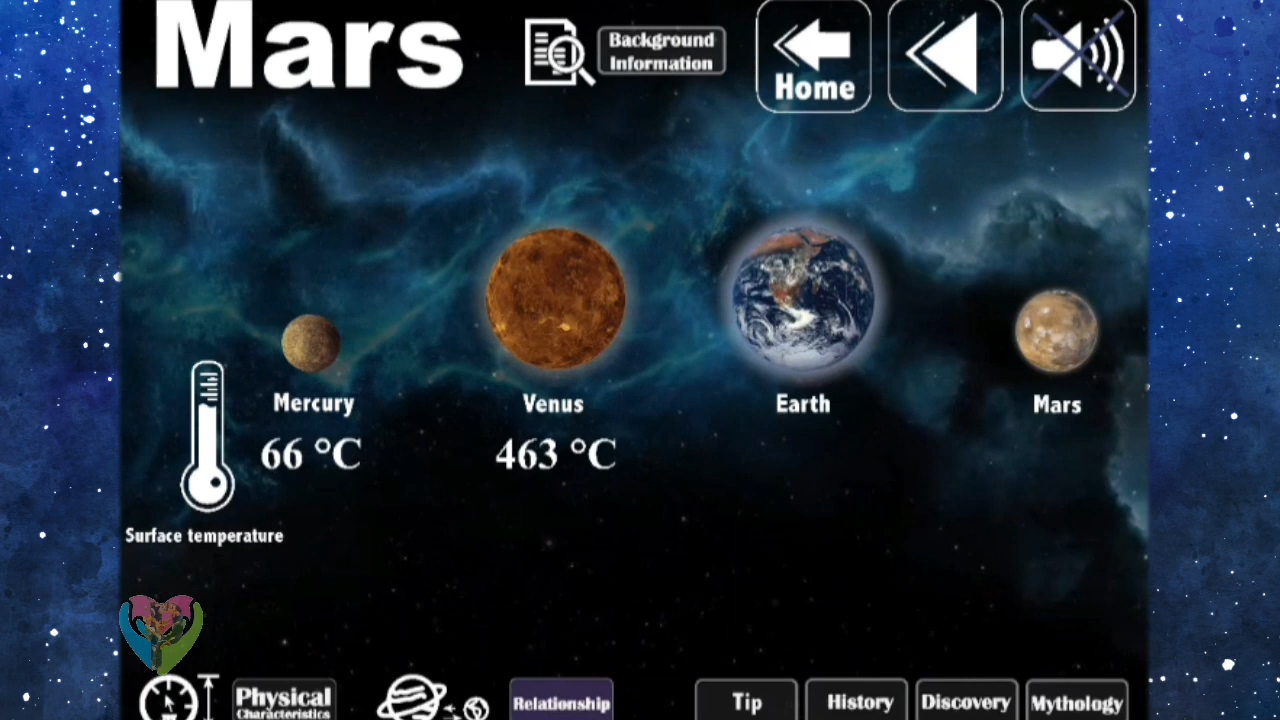 Mars
Background
Information
Home
Mercury
Venus
Earth
Mars
66 °C
463 °C
Surface temperature
Physical
Characteristics
Relationship
Tip
History
Discovery
Mythology